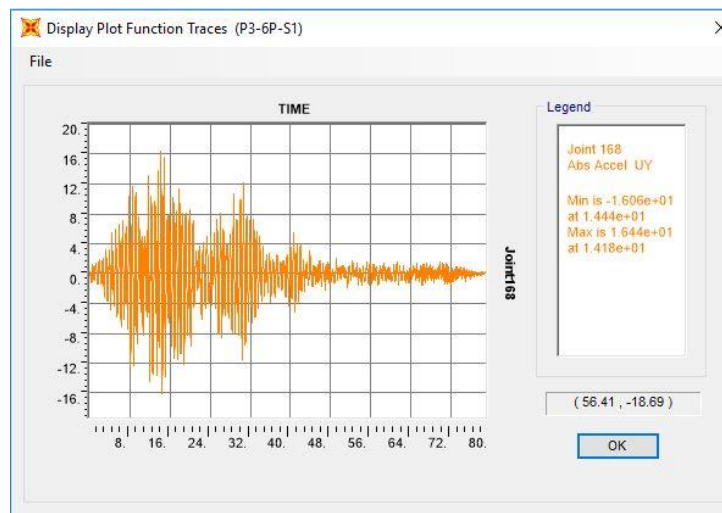 Display Plot Function Traces (P3-6P-S1)
File
TIME
20.
16.
12.
8.
4.
0.
-4.
-8.
-12.
-16.
8. 16. 24. 32. 40. 48. 56. 64. 72. 80.
Joint168
Legend
Joint 168
Abs Accel UY
Min is -1.606e+01
at 1.444e+01
Max is 1.644e+01
at 1.418e+01
( 56.41 , -18.69 )
OK